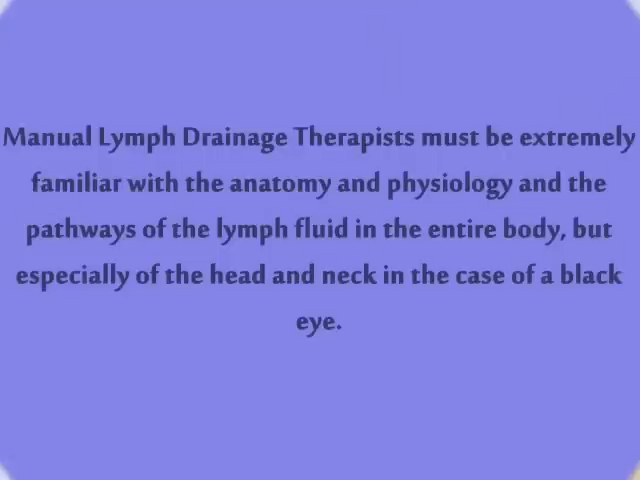 Manual Lymph Drainage Therapists must be extremely
familiar with the anatomy and physiology and the
pathways of the lymph fluid in the entire body, but
especially of the head and neck in the case of a black
eye.